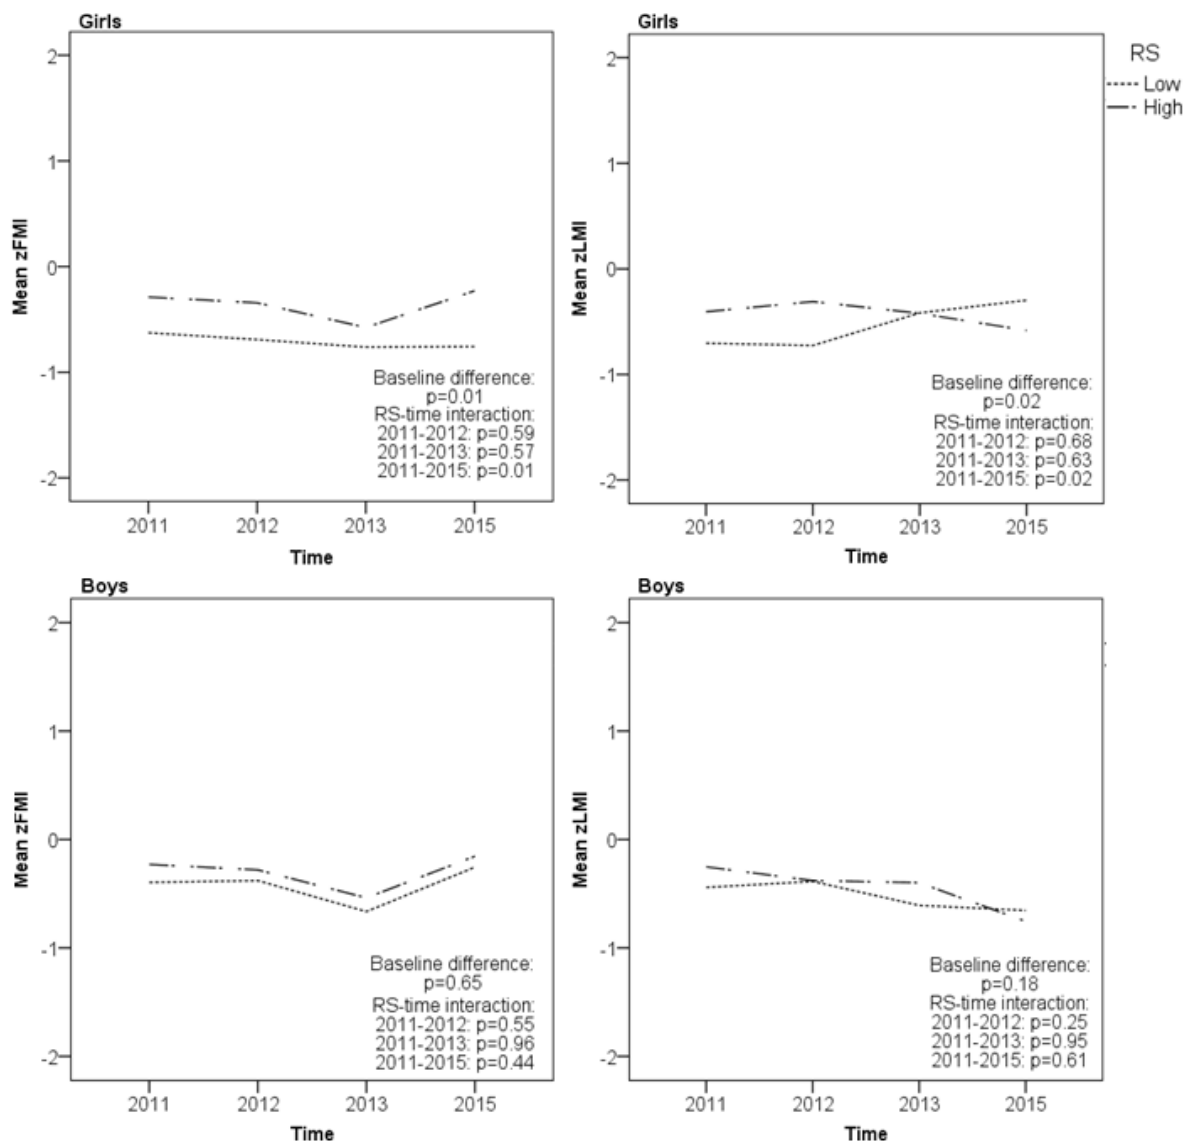 Girls
2
1
0
-1
-2
Mean zFMI
Baseline difference:
p=0.01
RS-time interaction:
2011-2012: p=0.59
2011-2013: p=0.57
2011-2015: p=0.01
2011 2012 2013 2015
Time
Girls
2
1
0
-1
-2
Mean zLMI
Baseline difference:
p=0.02
RS-time interaction:
2011-2012: p=0.68
2011-2013: p=0.63
2011-2015: p=0.02
2011 2012 2013 2015
Time
RS
Low
High
Boys
2
1
0
-1
-2
Mean zFMI
Baseline difference:
p=0.65
RS-time interaction:
2011-2012: p=0.55
2011-2013: p=0.96
2011-2015: p=0.44
2011 2012 2013 2015
Time
Boys
2
1
0
-1
-2
Mean zLMI
Baseline difference:
p=0.18
RS-time interaction:
2011-2012: p=0.25
2011-2013: p=0.95
2011-2015: p=0.61
2011 2012 2013 2015
Time